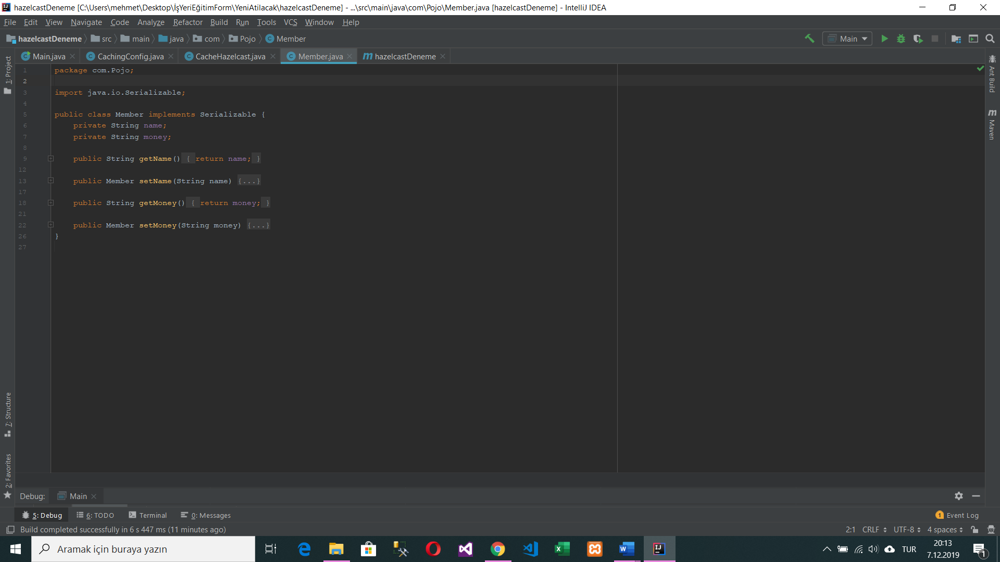 hazelcastDeneme [C:\Users\mehmet\Desktop\İşYeriEğitimForm\YeniAtilacak\hazelcastDeneme] - ...\src\main\java\com\Pojo\Member.java [hazelcastDeneme] - IntelliJ IDEA
File Edit View Navigate Code Analyze Refactor Build Run Tools VCS Window Help
hazelcastDeneme src main java com Pojo Member
Main
Main.java CachingConfig.java CacheHazelcast.java Member.java hazelcastDeneme
1: Project
7: Structure
2: Favorites
Ant Build
Maven
1 package com.Pojo;
2
3 import java.io.Serializable;
4
5 public class Member implements Serializable {
6 private String name;
7 private String money;
8
9 public String getName() { return name; }
12
13 public Member setName(String name) {...}
17
18 public String getMoney() { return money; }
21
22 public Member setMoney(String money) {...}
26 }
27
Debug: Main
5: Debug 6: TODO Terminal 0: Messages 1 Event Log
Build completed successfully in 6 s 447 ms (11 minutes ago) 2:1 CRLF UTF-8 4 spaces
Aramak için buraya yazın
TUR
20:13
7.12.2019
1